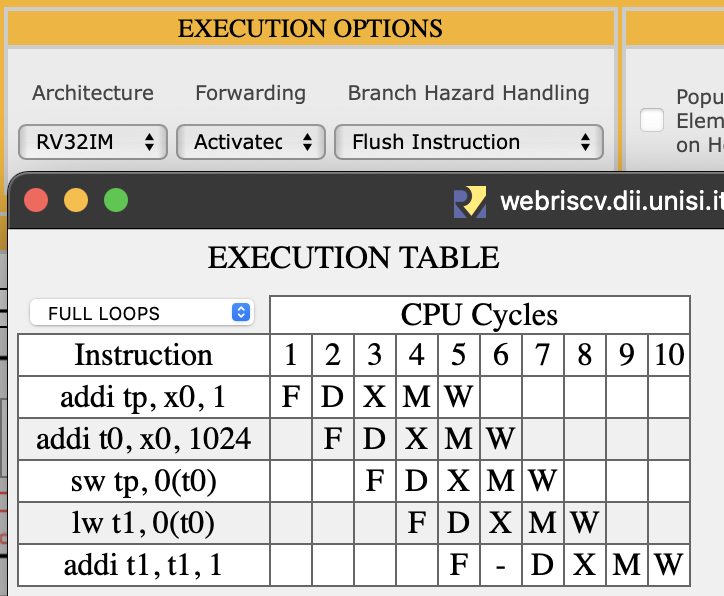 EXECUTION OPTIONS
Architecture Forwarding Branch Hazard Handling
RV32IM Activated Flush Instruction
Popu
Elem
on H
webriscv.dii.unisi.it
EXECUTION TABLE
FULL LOOPS CPU Cycles
Instruction 1 2 3 4 5 6 7 8 9 10
addi tp, x0, 1 F D X M W
addi t0, x0, 1024 F D X M W
sw tp, 0(t0) F D X M W
lw t1, 0(t0) F D X M W
addi t1, t1, 1 F - D X M W